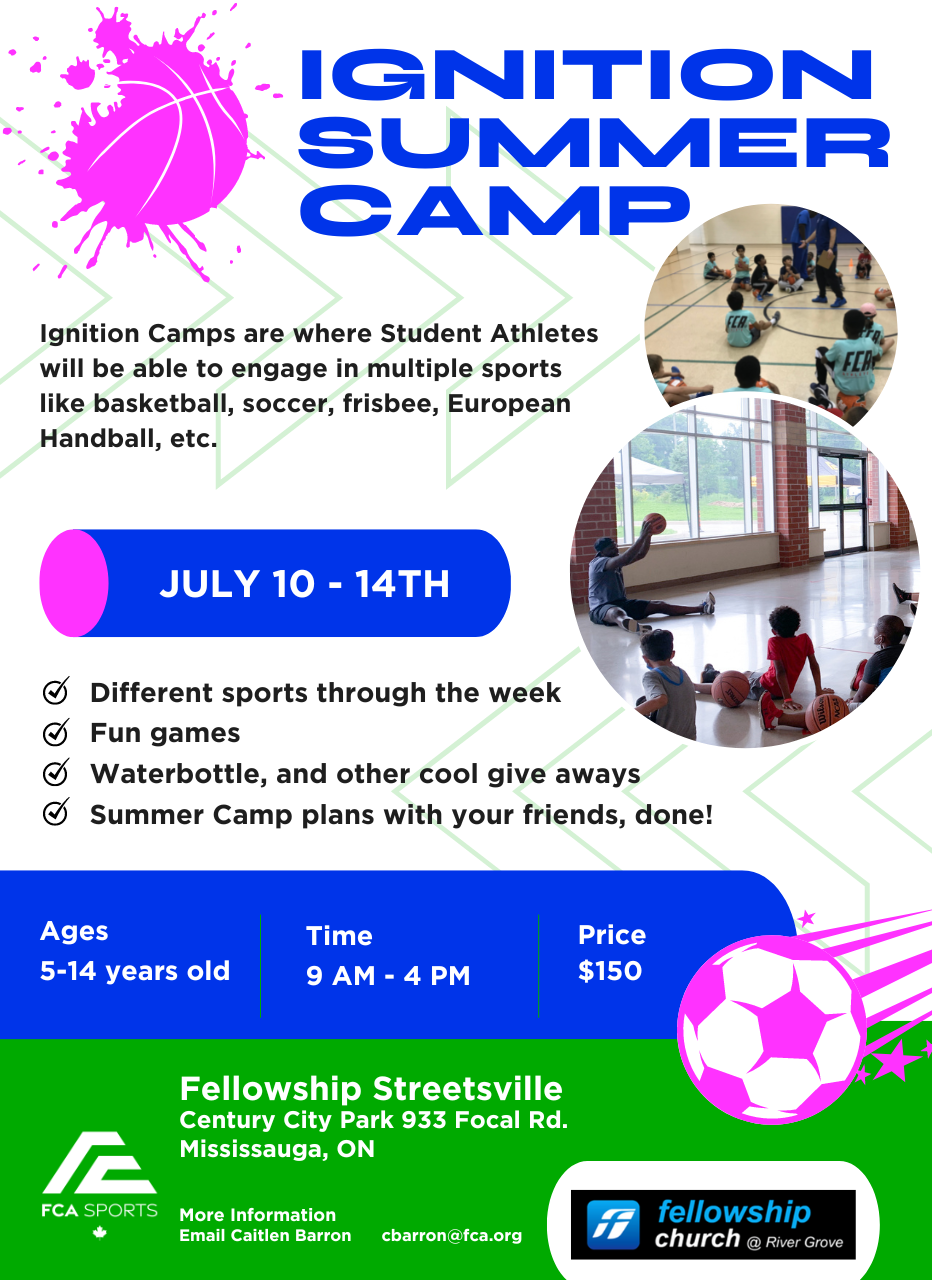 IGNITION
SUMMER
CAMP
Ignition Camps are where Student Athletes
will be able to engage in multiple sports
like basketball, soccer, frisbee, European
Handball, etc.
FCA
FCA
JULY 10 - 14TH
Wilson
NCAA
Different sports through the week
Fun games
Waterbottle, and other cool give aways
Summer Camp plans with your friends, done!
Ages
5-14 years old
Time
9 AM - 4 PM
Price
$150
Fellowship Streetsville
Century City Park 933 Focal Rd.
Mississauga, ON
FCA SPORTS
More Information
Email Caitlen Barron cbarron@fca.org
fellowship
church @ River Grove